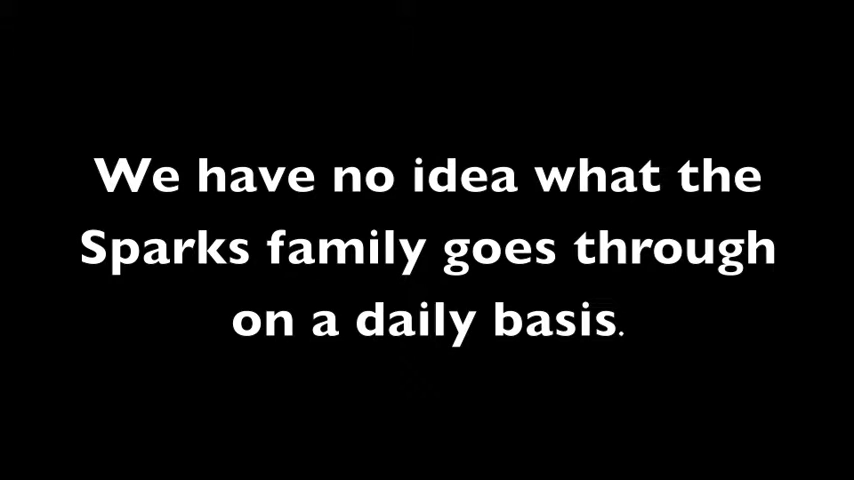 We have no idea what the
Sparks family goes through
on a daily basis.